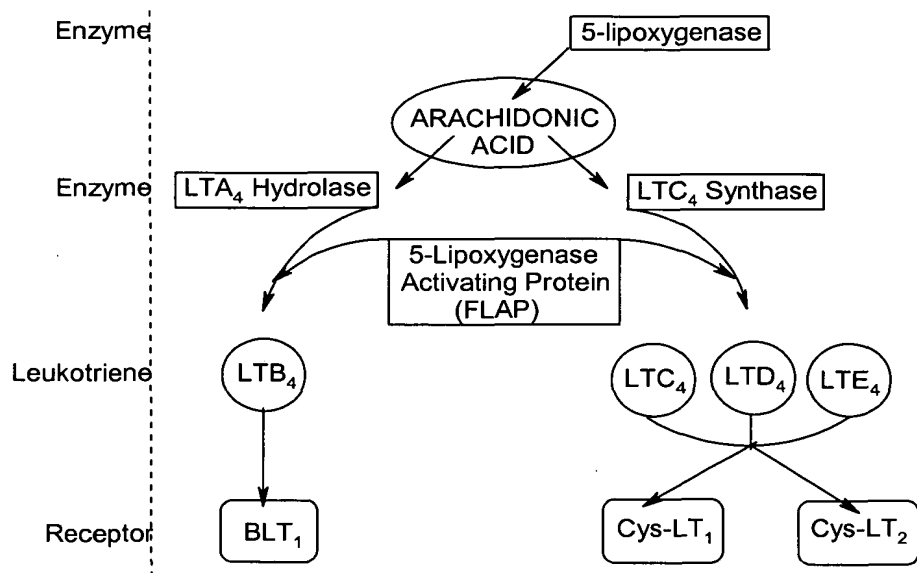 Enzyme
5-lipoxygenase
ARACHIDONIC
ACID
Enzyme
LTA₄ Hydrolase
LTC₄ Synthase
5-Lipoxygenase
Activating Protein
(FLAP)
Leukotriene
LTB₄
LTC₄
LTD₄
LTE₄
Receptor
BLT₁
Cys-LT₁
Cys-LT₂